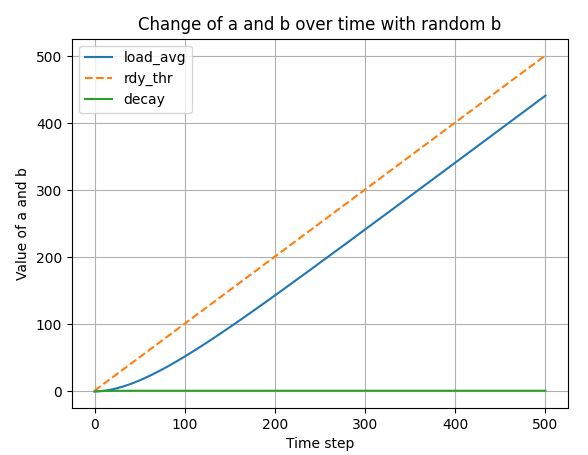 Change of a and b over time with random b
500
400
300
200
100
0
Value of a and b
load_avg
rdy_thr
decay
0 100 200 300 400 500
Time step